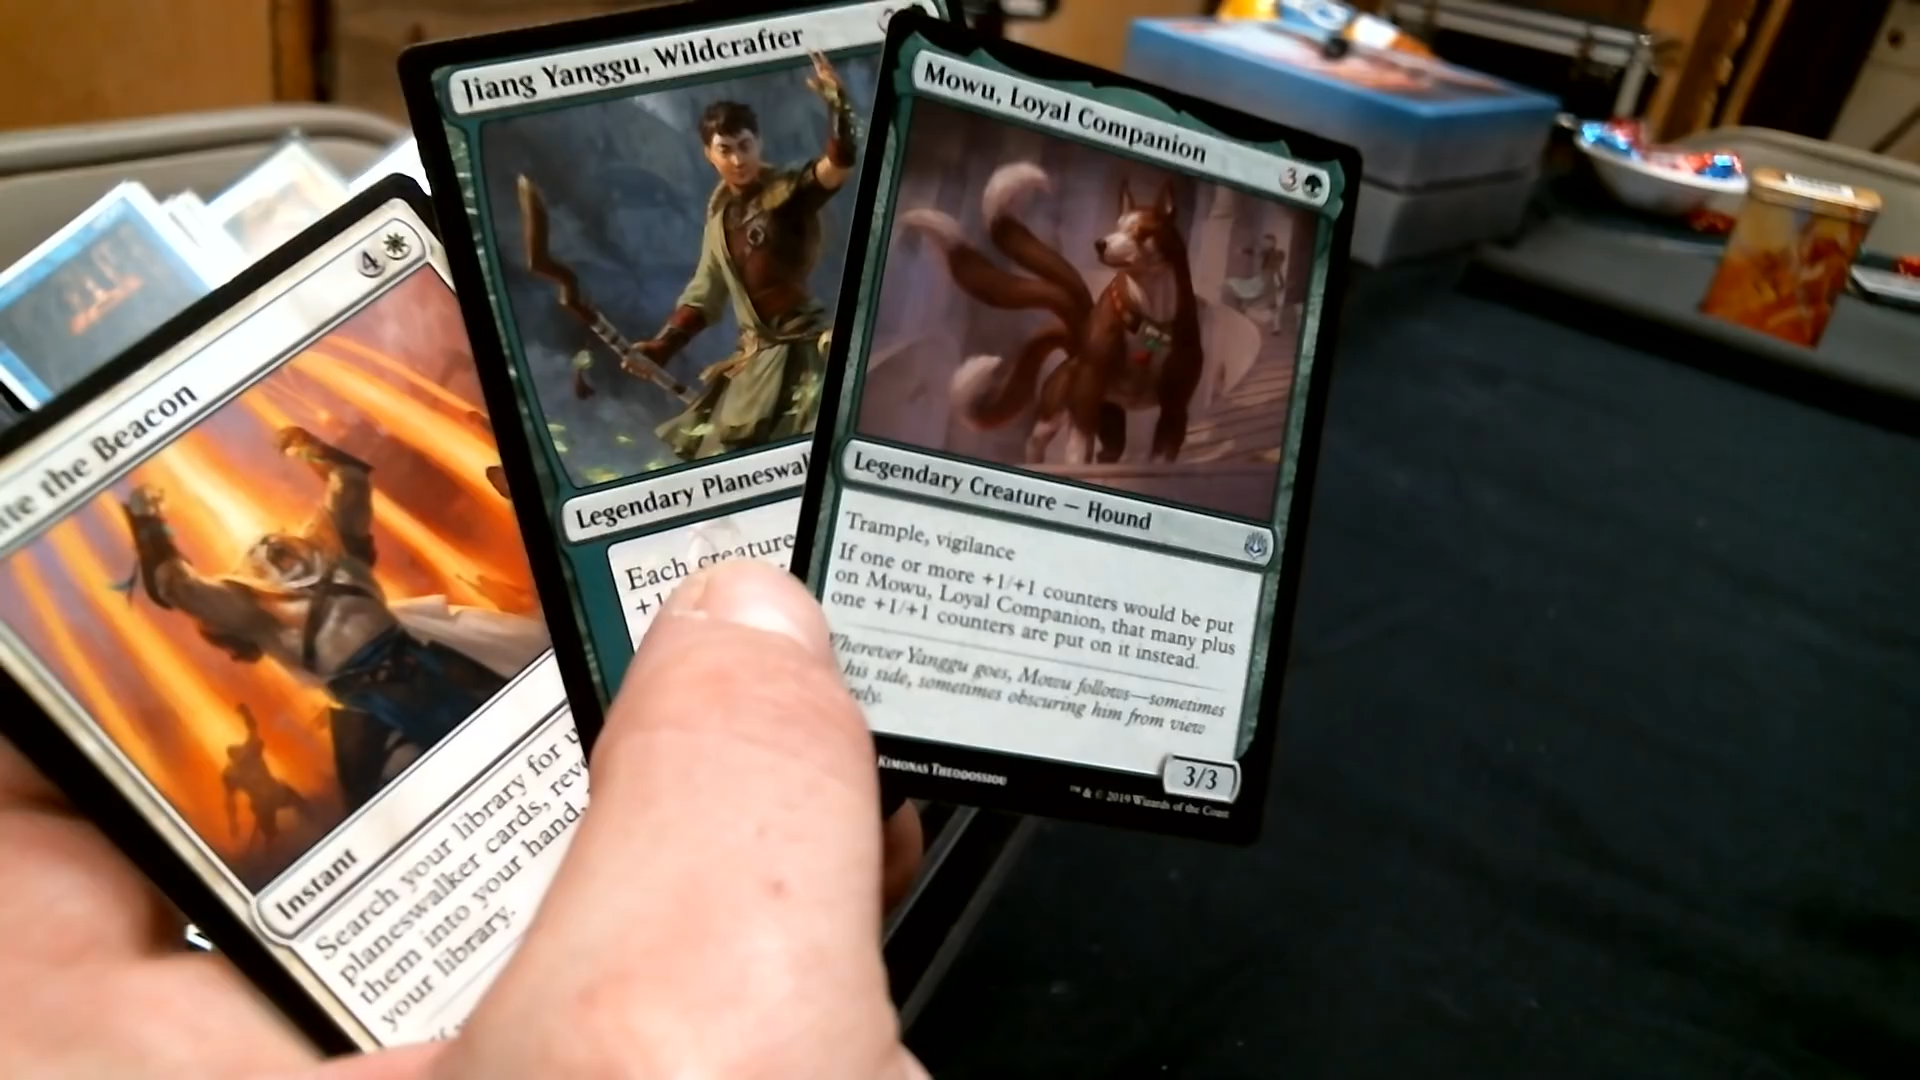 the Beacon
4
Instant
Search your library for
planeswalker cards,
them into your hand,
your library.
Jiang Yanggu, Wildcrafter
Legendary
Each creature
Mowu, Loyal Companion
3
Legendary Creature — Hound
Trample, vigilance
If one or more +1/+1 counters would be put
on Mowu, Loyal Companion, that many plus
one +1/+1 counters are put on it instead.
Wherever Yanggu goes, Mowu follows—sometimes
his side, sometimes obscuring him from view
3/3
Kimonas Theodossiou
™ & © 2019 Wizards of the Coast